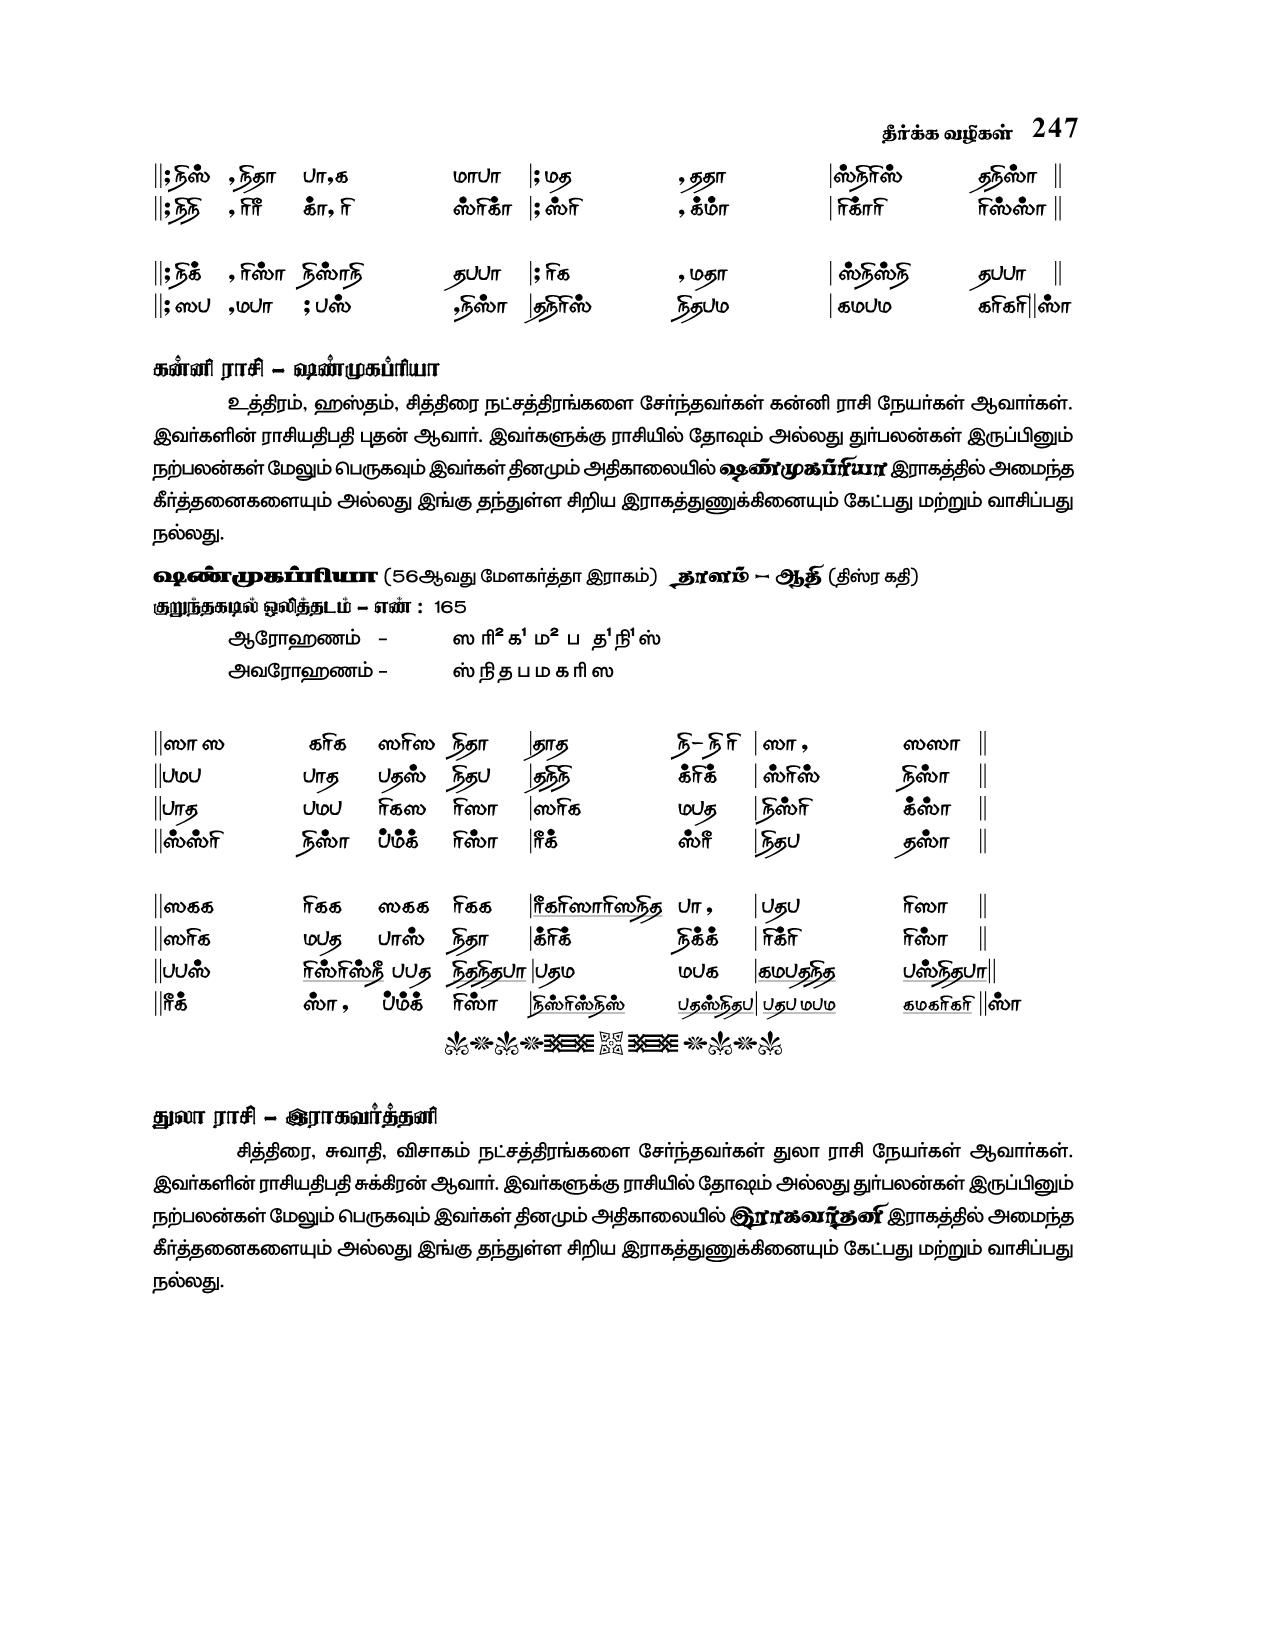 தீர்க்க வழிகள் 247
||;நிஸ் ,நிதா பா,க மாபா |;மத ,ததா |ஸ்நிரிஸ் தநிஸா ||
||;நிநி ,ரிரீ கா,ரி ஸ்ரிகா |;ஸ்ரி ,க்மா |ரிகாரி ரிஸ்ஸா ||
||;நிக் ,ரிஸா நிஸாநி தபபா |;ரிக ,மதா |ஸ்நிஸ்நி தபபா ||
||;ஸப ,மபா ;பஸ் ,நிஸா |தநிரிஸ் நிதபம |கமபம கரிகரி||ஸா
கன்னி ராசி – ஷண்முகப்ரியா
உத்திரம், ஹஸ்தம், சித்திரை நட்சத்திரங்களை சேர்ந்தவர்கள் கன்னி ராசி நேயர்கள் ஆவார்கள்.
இவர்களின் ராசியதிபதி புதன் ஆவார். இவர்களுக்கு ராசியில் தோஷம் அல்லது துர்பலன்கள் இருப்பினும்
நற்பலன்கள் மேலும் பெருகவும் இவர்கள் தினமும் அதிகாலையில் ஷண்முகப்ரியா இராகத்தில் அமைந்த
கீர்த்தனைகளையும் அல்லது இங்கு தந்துள்ள சிறிய இராகத்துணுக்கினையும் கேட்பது மற்றும் வாசிப்பது
நல்லது.
ஷண்முகப்ரியா (56ஆவது மேளகர்த்தா இராகம்) தாளம் – ஆதி (திஸ்ர கதி)
குறுந்தகடில் ஒலித்தடம் – எண் : 165
ஆரோஹணம் - ஸ ரி² க¹ ம² ப த¹ நி¹ ஸ்
அவரோஹணம் - ஸ் நி த ப ம க ரி ஸ
||ஸா ஸ கரிக ஸரிஸ நிதா |தாத நி– நிரி |ஸா , ஸஸா ||
||பமப பாத பதஸ் நிதப |தநிநி க்ரிக் |ஸ்ரிஸ் நிஸா ||
||பாத பமப ரிகஸ ரிஸா |ஸரிக மபத |நிஸ்ரி க்ஸா ||
||ஸ்ஸ்ரி நிஸா ப்ம்க் ரிஸா |ரீக் ஸ்ரீ |நிதப தஸா ||
||ஸகக ரிகக ஸகக ரிகக |ரீகரிஸாரிஸநித பா , |பதப ரிஸா ||
||ஸரிக மபத பாஸ் நிதா |க்ரிக் நிக்க் |ரிக்ரி ரிஸா ||
||பபஸ் ரிஸ்ரிஸ்நீ பபத நிதநிதபா |பதம மபக |கமபதநித பஸ்நிதபா||
||ரீக் ஸா , ப்ம்க் ரிஸா |நிஸ்ரிஸ்நிஸ் பதஸ்நிதப |பதப மபம கமகரிகரி ||ஸா
துலா ராசி – இராகவர்த்தனி
சித்திரை, சுவாதி, விசாகம் நட்சத்திரங்களை சேர்ந்தவர்கள் துலா ராசி நேயர்கள் ஆவார்கள்.
இவர்களின் ராசியதிபதி சுக்கிரன் ஆவார். இவர்களுக்கு ராசியில் தோஷம் அல்லது துர்பலன்கள் இருப்பினும்
நற்பலன்கள் மேலும் பெருகவும் இவர்கள் தினமும் அதிகாலையில் இராகவர்தனி இராகத்தில் அமைந்த
கீர்த்தனைகளையும் அல்லது இங்கு தந்துள்ள சிறிய இராகத்துணுக்கினையும் கேட்பது மற்றும் வாசிப்பது
நல்லது.